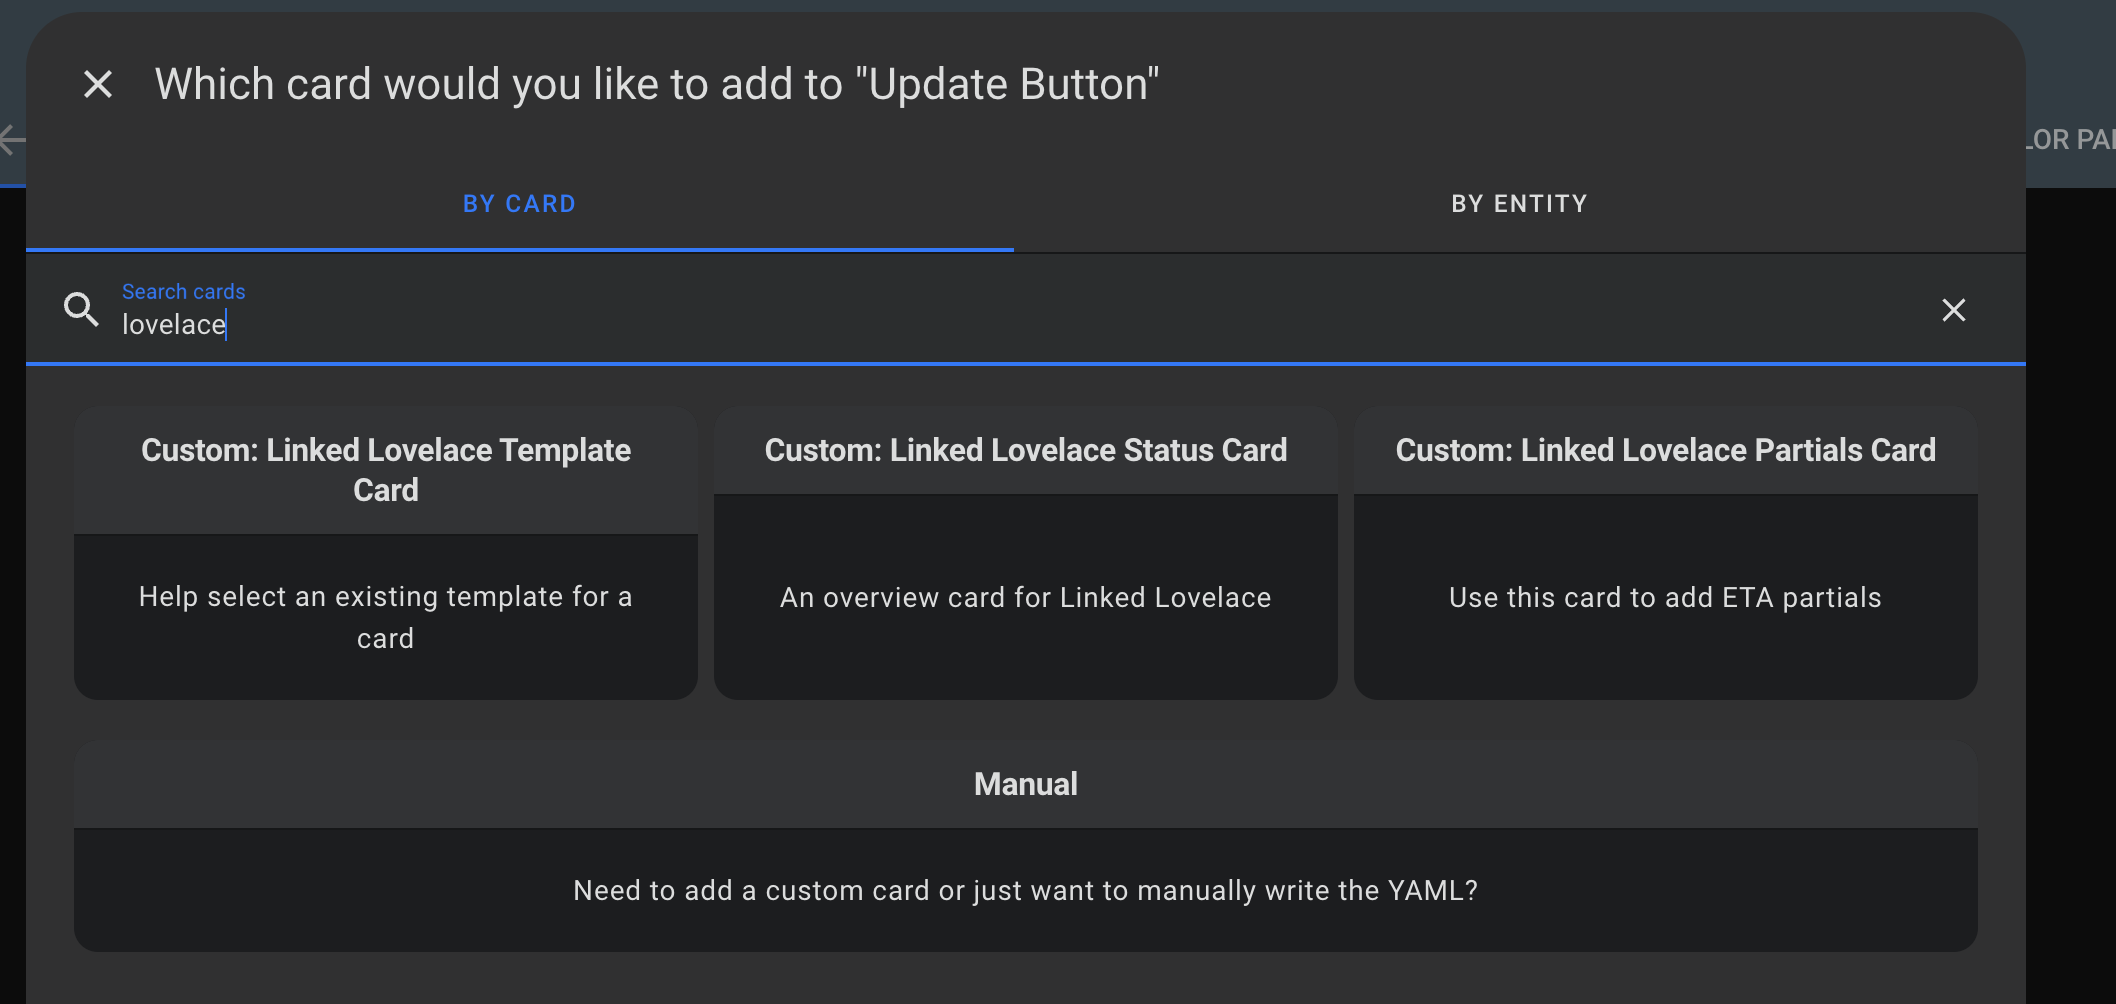 Which card would you like to add to "Update Button"
LOR PAI
BY CARD
BY ENTITY
Search cards
lovelace
Custom: Linked Lovelace Template
Card
Help select an existing template for a
card
Custom: Linked Lovelace Status Card
An overview card for Linked Lovelace
Custom: Linked Lovelace Partials Card
Use this card to add ETA partials
Manual
Need to add a custom card or just want to manually write the YAML?